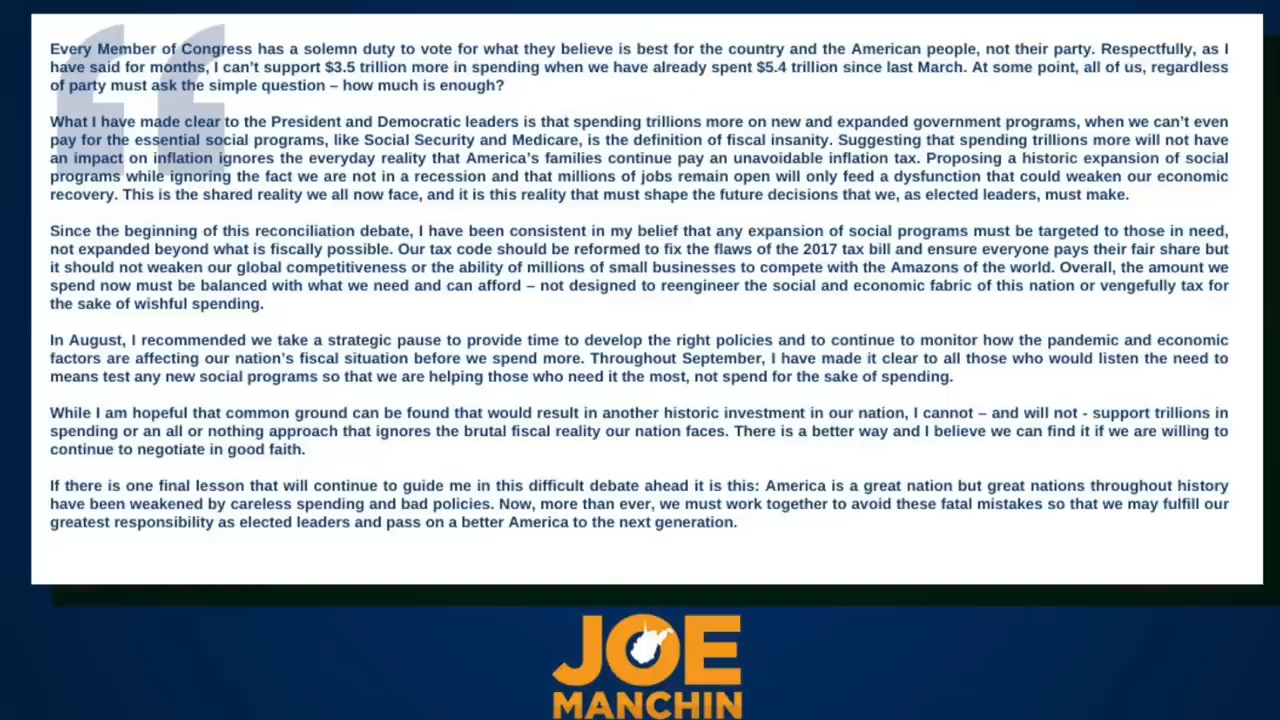 Every Member of Congress has a solemn duty to vote for what they believe is best for the country and the American people, not their party. Respectfully, as I
have said for months, I can't support $3.5 trillion more in spending when we have already spent $5.4 trillion since last March. At some point, all of us, regardless
of party must ask the simple question – how much is enough?
What I have made clear to the President and Democratic leaders is that spending trillions more on new and expanded government programs, when we can't even
pay for the essential social programs, like Social Security and Medicare, is the definition of fiscal insanity. Suggesting that spending trillions more will not have
an impact on inflation ignores the everyday reality that America's families continue pay an unavoidable inflation tax. Proposing a historic expansion of social
programs while ignoring the fact we are not in a recession and that millions of jobs remain open will only feed a dysfunction that could weaken our economic
recovery. This is the shared reality we all now face, and it is this reality that must shape the future decisions that we, as elected leaders, must make.
Since the beginning of this reconciliation debate, I have been consistent in my belief that any expansion of social programs must be targeted to those in need,
not expanded beyond what is fiscally possible. Our tax code should be reformed to fix the flaws of the 2017 tax bill and ensure everyone pays their fair share but
it should not weaken our global competitiveness or the ability of millions of small businesses to compete with the Amazons of the world. Overall, the amount we
spend now must be balanced with what we need and can afford – not designed to reengineer the social and economic fabric of this nation or vengefully tax for
the sake of wishful spending.
In August, I recommended we take a strategic pause to provide time to develop the right policies and to continue to monitor how the pandemic and economic
factors are affecting our nation's fiscal situation before we spend more. Throughout September, I have made it clear to all those who would listen the need to
means test any new social programs so that we are helping those who need it the most, not spend for the sake of spending.
While I am hopeful that common ground can be found that would result in another historic investment in our nation, I cannot – and will not - support trillions in
spending or an all or nothing approach that ignores the brutal fiscal reality our nation faces. There is a better way and I believe we can find it if we are willing to
continue to negotiate in good faith.
If there is one final lesson that will continue to guide me in this difficult debate ahead it is this: America is a great nation but great nations throughout history
have been weakened by careless spending and bad policies. Now, more than ever, we must work together to avoid these fatal mistakes so that we may fulfill our
greatest responsibility as elected leaders and pass on a better America to the next generation.
JOE
MANCHIN